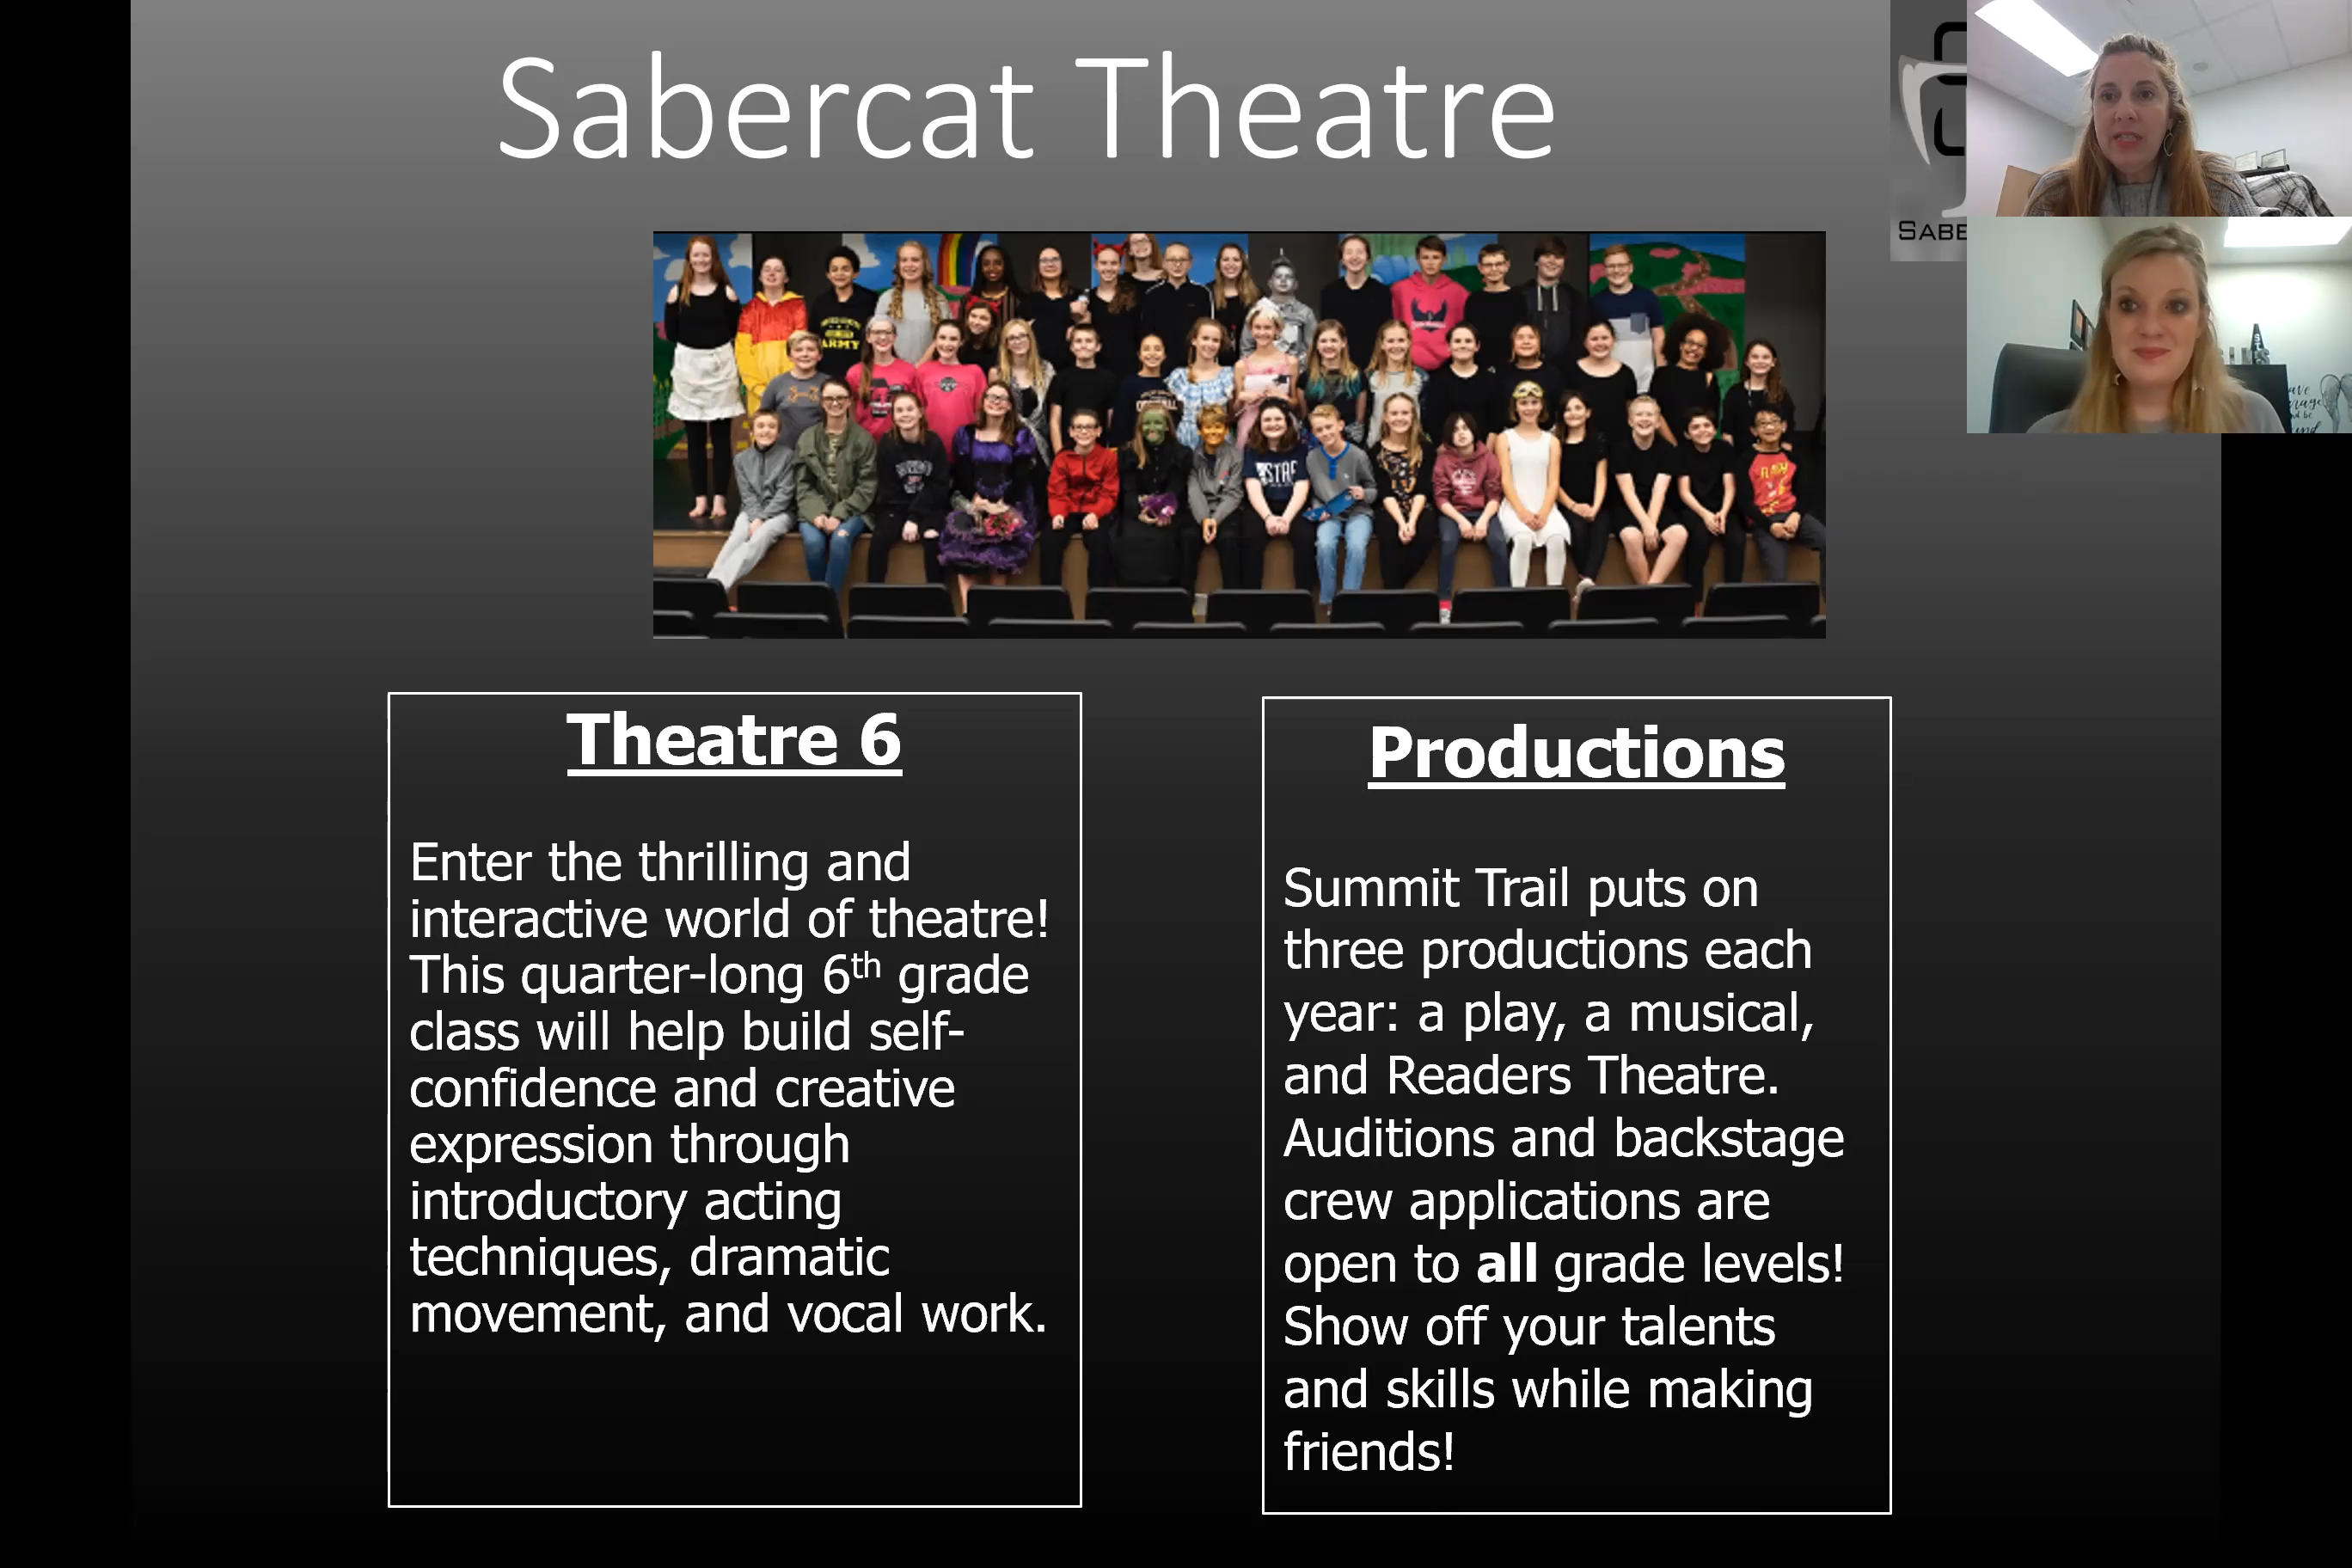 Sabercat Theatre
SABE
ARMY
STAR
Theatre 6
Enter the thrilling and
interactive world of theatre!
This quarter-long 6th grade
class will help build self-
confidence and creative
expression through
introductory acting
techniques, dramatic
movement, and vocal work.
Productions
Summit Trail puts on
three productions each
year: a play, a musical,
and Readers Theatre.
Auditions and backstage
crew applications are
open to all grade levels!
Show off your talents
and skills while making
friends!